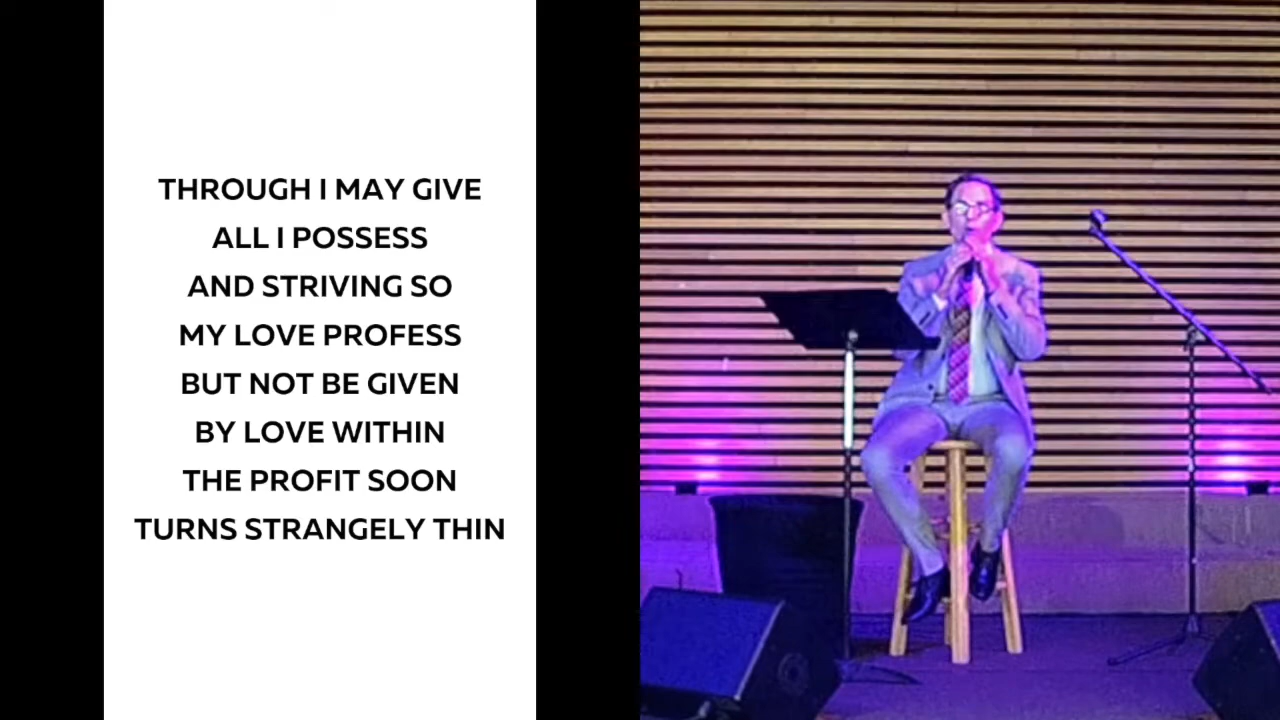 THROUGH I MAY GIVE
ALL I POSSESS
AND STRIVING SO
MY LOVE PROFESS
BUT NOT BE GIVEN
BY LOVE WITHIN
THE PROFIT SOON
TURNS STRANGELY THIN